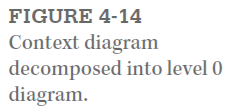 FIGURE 4-14
Context diagram
decomposed into level 0
diagram.